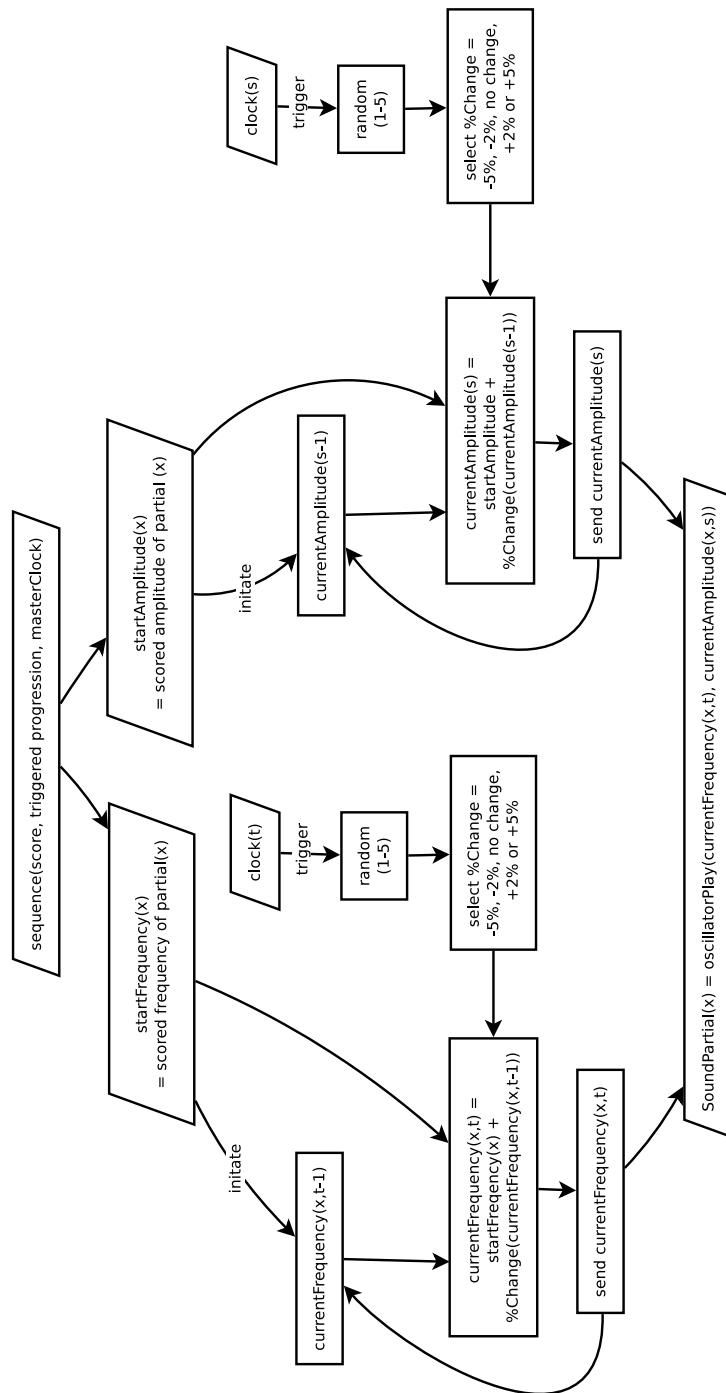 sequence(score, triggered progression, masterClock)
startFrequency(x)
= scored frequency of partial(x)
startAmplitude(x)
= scored amplitude of partial (x)
initate
initate
clock(t)
trigger
random
(1-5)
select %Change =
-5%, -2%, no change,
+2% or +5%
clock(s)
trigger
random
(1-5)
select %Change =
-5%, -2%, no change,
+2% or +5%
currentFrequency(x,t-1)
currentAmplitude(s-1)
currentFrequency(x,t) =
startFreqency(x) +
%Change(currentFrequency(x,t-1))
currentAmplitude(s) =
startAmplitude +
%Change(currentAmplitude(s-1))
send currentFrequency(x,t)
send currentAmplitude(s)
SoundPartial(x) = oscillatorPlay(currentFrequency(x,t), currentAmplitude(x,s))